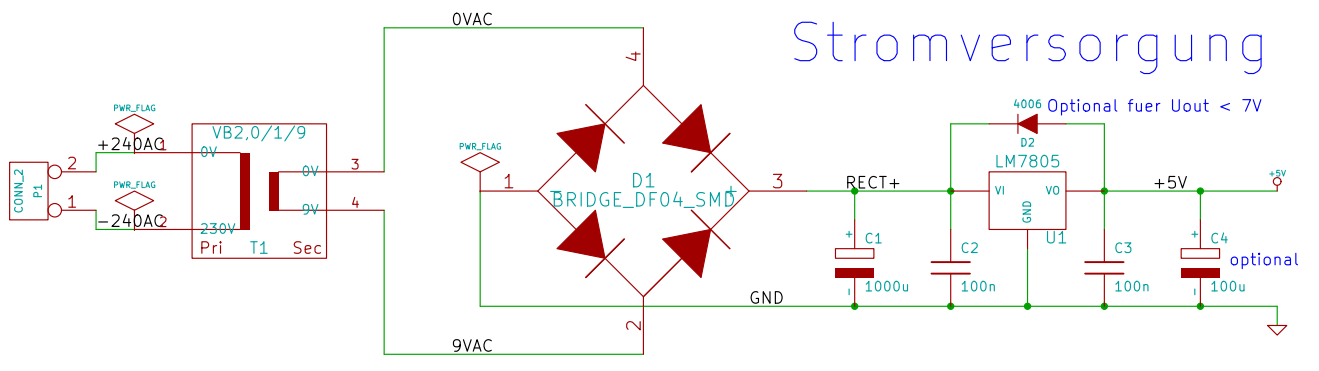 Stromversorgung
0VAC
4
4006
Optional fuer Uout < 7V
D2
PWR_FLAG
VB2,0/1/9
+240AC
1
0V
CONN_2
P1
2
1
PWR_FLAG
-240AC
2
230V
Pri
T1
Sec
0V
3
9V
4
PWR_FLAG
1
D1
BRIDGE_DF04_SMD
-
+
3
RECT+
LM7805
VI
VO
GND
U1
+5V
+5V
+
C1
1000u
-
C2
100n
C3
100n
+
C4
100u
-
optional
GND
2
9VAC